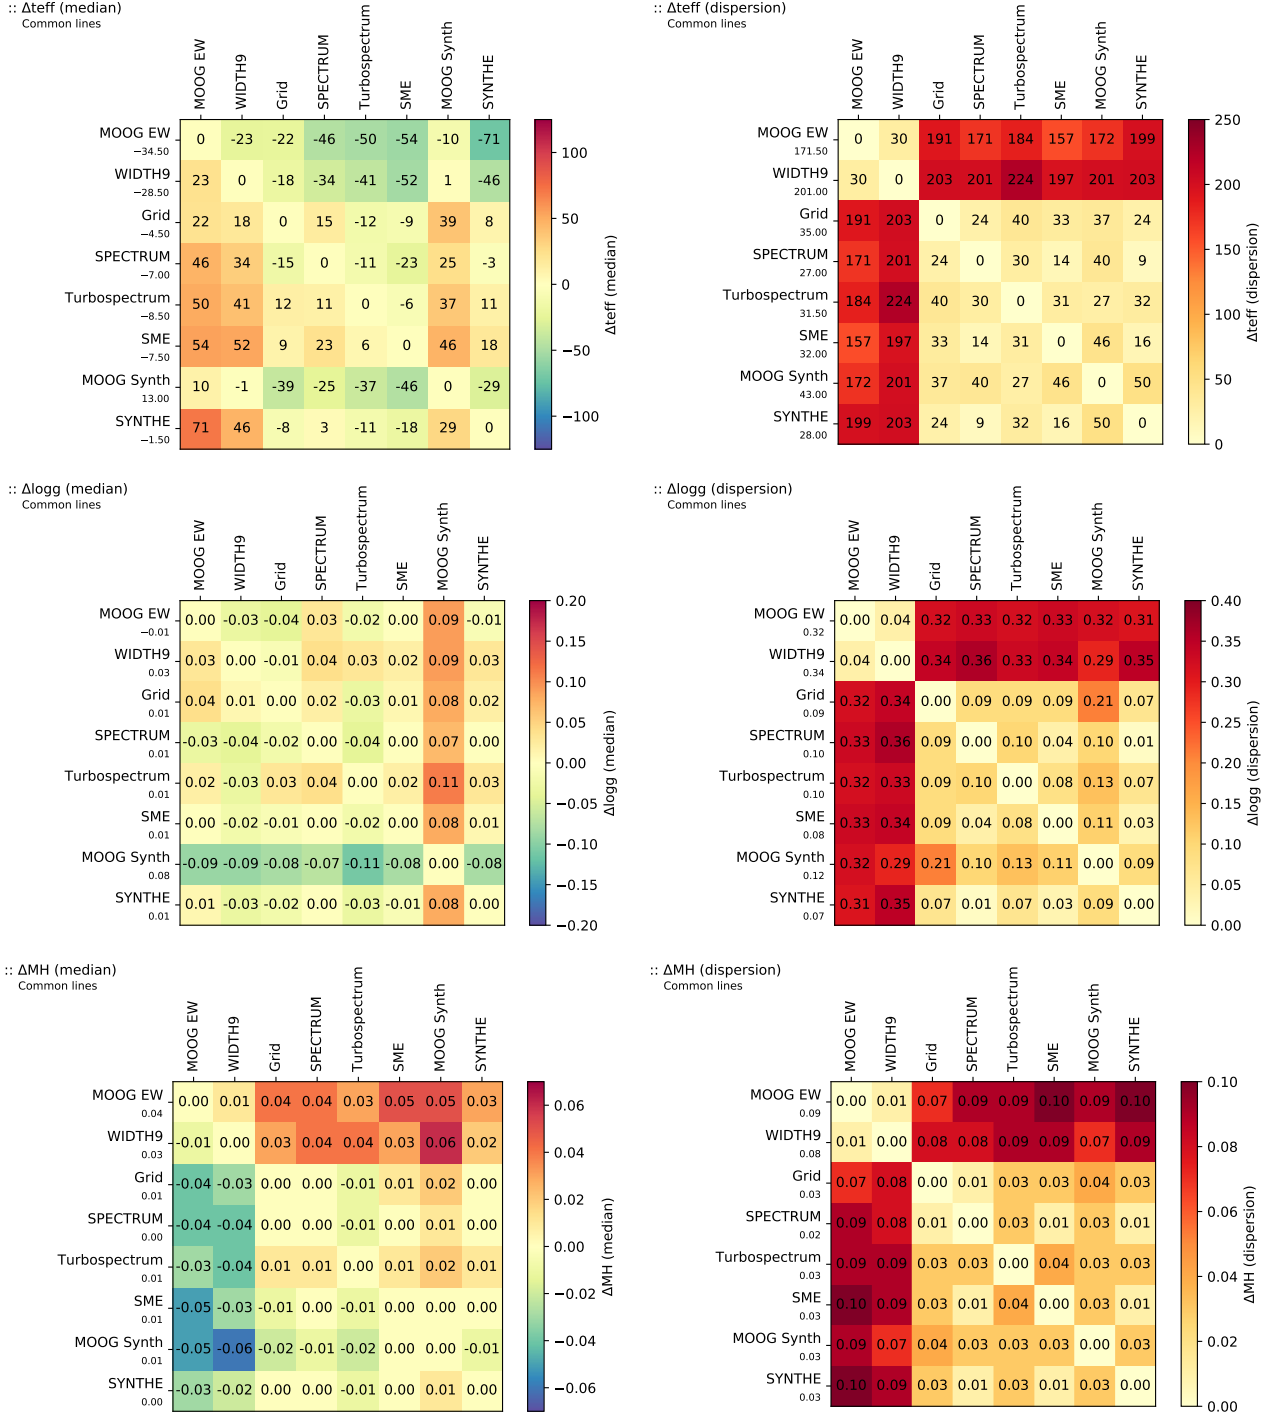 :: Δteff (median)
Common lines
MOOG EW WIDTH9 Grid SPECTRUM Turbospectrum SME MOOG Synth SYNTHE
MOOG EW 0 -23 -22 -46 -50 -54 -10 -71
−34.50
WIDTH9 23 0 -18 -34 -41 -52 1 -46
−28.50
Grid 22 18 0 15 -12 -9 39 8
−4.50
SPECTRUM 46 34 -15 0 -11 -23 25 -3
−7.00
Turbospectrum 50 41 12 11 0 -6 37 11
−8.50
SME 54 52 9 23 6 0 46 18
−7.50
MOOG Synth 10 -1 -39 -25 -37 -46 0 -29
13.00
SYNTHE 71 46 -8 3 -11 -18 29 0
−1.50
100
50
0
−50
−100
Δteff (median)
:: Δteff (dispersion)
Common lines
MOOG EW WIDTH9 Grid SPECTRUM Turbospectrum SME MOOG Synth SYNTHE
MOOG EW 0 30 191 171 184 157 172 199
171.50
WIDTH9 30 0 203 201 224 197 201 203
201.00
Grid 191 203 0 24 40 33 37 24
35.00
SPECTRUM 171 201 24 0 30 14 40 9
27.00
Turbospectrum 184 224 40 30 0 31 27 32
31.50
SME 157 197 33 14 31 0 46 16
32.00
MOOG Synth 172 201 37 40 27 46 0 50
43.00
SYNTHE 199 203 24 9 32 16 50 0
28.00
250
200
150
100
50
0
Δteff (dispersion)
:: Δlogg (median)
Common lines
MOOG EW WIDTH9 Grid SPECTRUM Turbospectrum SME MOOG Synth SYNTHE
MOOG EW 0.00 -0.03 -0.04 0.03 -0.02 0.00 0.09 -0.01
−0.01
WIDTH9 0.03 0.00 -0.01 0.04 0.03 0.02 0.09 0.03
0.03
Grid 0.04 0.01 0.00 0.02 -0.03 0.01 0.08 0.02
0.01
SPECTRUM -0.03 -0.04 -0.02 0.00 -0.04 0.00 0.07 0.00
0.01
Turbospectrum 0.02 -0.03 0.03 0.04 0.00 0.02 0.11 0.03
0.01
SME 0.00 -0.02 -0.01 0.00 -0.02 0.00 0.08 0.01
0.01
MOOG Synth -0.09 -0.09 -0.08 -0.07 -0.11 -0.08 0.00 -0.08
0.08
SYNTHE 0.01 -0.03 -0.02 0.00 -0.03 -0.01 0.08 0.00
0.01
0.20
0.15
0.10
0.05
0.00
−0.05
−0.10
−0.15
−0.20
Δlogg (median)
:: Δlogg (dispersion)
Common lines
MOOG EW WIDTH9 Grid SPECTRUM Turbospectrum SME MOOG Synth SYNTHE
MOOG EW 0.00 0.04 0.32 0.33 0.32 0.33 0.32 0.31
0.32
WIDTH9 0.04 0.00 0.34 0.36 0.33 0.34 0.29 0.35
0.34
Grid 0.32 0.34 0.00 0.09 0.09 0.09 0.21 0.07
0.09
SPECTRUM 0.33 0.36 0.09 0.00 0.10 0.04 0.10 0.01
0.10
Turbospectrum 0.32 0.33 0.09 0.10 0.00 0.08 0.13 0.07
0.10
SME 0.33 0.34 0.09 0.04 0.08 0.00 0.11 0.03
0.08
MOOG Synth 0.32 0.29 0.21 0.10 0.13 0.11 0.00 0.09
0.12
SYNTHE 0.31 0.35 0.07 0.01 0.07 0.03 0.09 0.00
0.07
0.40
0.35
0.30
0.25
0.20
0.15
0.10
0.05
0.00
Δlogg (dispersion)
:: ΔMH (median)
Common lines
MOOG EW WIDTH9 Grid SPECTRUM Turbospectrum SME MOOG Synth SYNTHE
MOOG EW 0.00 0.01 0.04 0.04 0.03 0.05 0.05 0.03
0.04
WIDTH9 -0.01 0.00 0.03 0.04 0.04 0.03 0.06 0.02
0.03
Grid -0.04 -0.03 0.00 0.00 -0.01 0.01 0.02 0.00
0.01
SPECTRUM -0.04 -0.04 0.00 0.00 -0.01 0.00 0.01 0.00
0.00
Turbospectrum -0.03 -0.04 0.01 0.01 0.00 0.01 0.02 0.01
0.01
SME -0.05 -0.03 -0.01 0.00 -0.01 0.00 0.00 0.00
0.01
MOOG Synth -0.05 -0.06 -0.02 -0.01 -0.02 0.00 0.00 -0.01
0.01
SYNTHE -0.03 -0.02 0.00 0.00 -0.01 0.00 0.01 0.00
0.00
0.06
0.04
0.02
0.00
−0.02
−0.04
−0.06
ΔMH (median)
:: ΔMH (dispersion)
Common lines
MOOG EW WIDTH9 Grid SPECTRUM Turbospectrum SME MOOG Synth SYNTHE
MOOG EW 0.00 0.01 0.07 0.09 0.09 0.10 0.09 0.10
0.09
WIDTH9 0.01 0.00 0.08 0.08 0.09 0.09 0.07 0.09
0.08
Grid 0.07 0.08 0.00 0.01 0.03 0.03 0.04 0.03
0.03
SPECTRUM 0.09 0.08 0.01 0.00 0.03 0.01 0.03 0.01
0.02
Turbospectrum 0.09 0.09 0.03 0.03 0.00 0.04 0.03 0.03
0.03
SME 0.10 0.09 0.03 0.01 0.04 0.00 0.03 0.01
0.03
MOOG Synth 0.09 0.07 0.04 0.03 0.03 0.03 0.00 0.03
0.03
SYNTHE 0.10 0.09 0.03 0.01 0.03 0.01 0.03 0.00
0.03
0.10
0.08
0.06
0.04
0.02
0.00
ΔMH (dispersion)